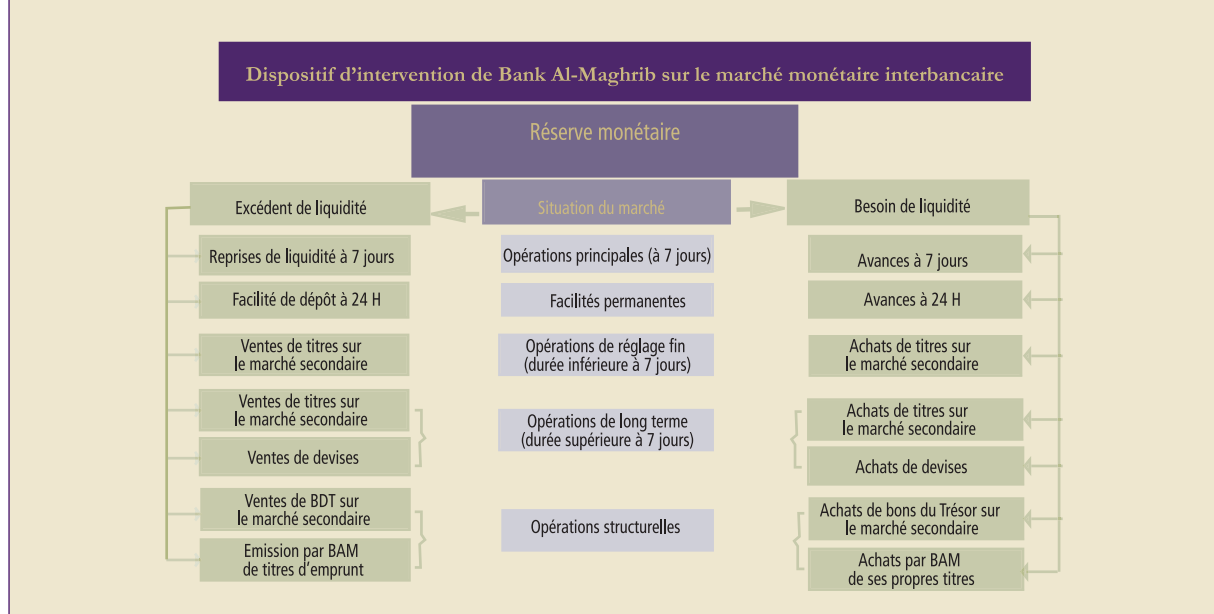 Dispositif d'intervention de Bank Al-Maghrib sur le marché monétaire interbancaire
Réserve monétaire
Excédent de liquidité
Situation du marché
Besoin de liquidité
Reprises de liquidité à 7 jours
Opérations principales (à 7 jours)
Avances à 7 jours
Facilité de dépôt à 24 H
Facilités permanentes
Avances à 24 H
Ventes de titres sur
le marché secondaire
Opérations de réglage fin
(durée inférieure à 7 jours)
Achats de titres sur
le marché secondaire
Ventes de titres sur
le marché secondaire
Ventes de devises
Opérations de long terme
(durée supérieure à 7 jours)
Achats de titres sur
le marché secondaire
Achats de devises
Ventes de BDT sur
le marché secondaire
Emission par BAM
de titres d'emprunt
Opérations structurelles
Achats de bons du Trésor sur
le marché secondaire
Achats par BAM
de ses propres titres